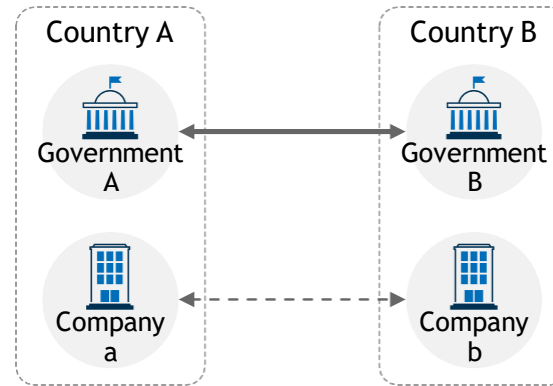 Country A
Country B
Government
A
Government
B
Company
a
Company
b